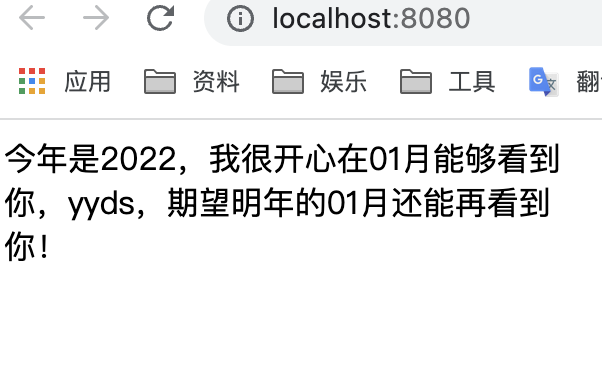 localhost:8080
应用 资料 娱乐 工具
今年是2022，我很开心在01月能够看到
你，yyds，期望明年的01月还能再看到
你！